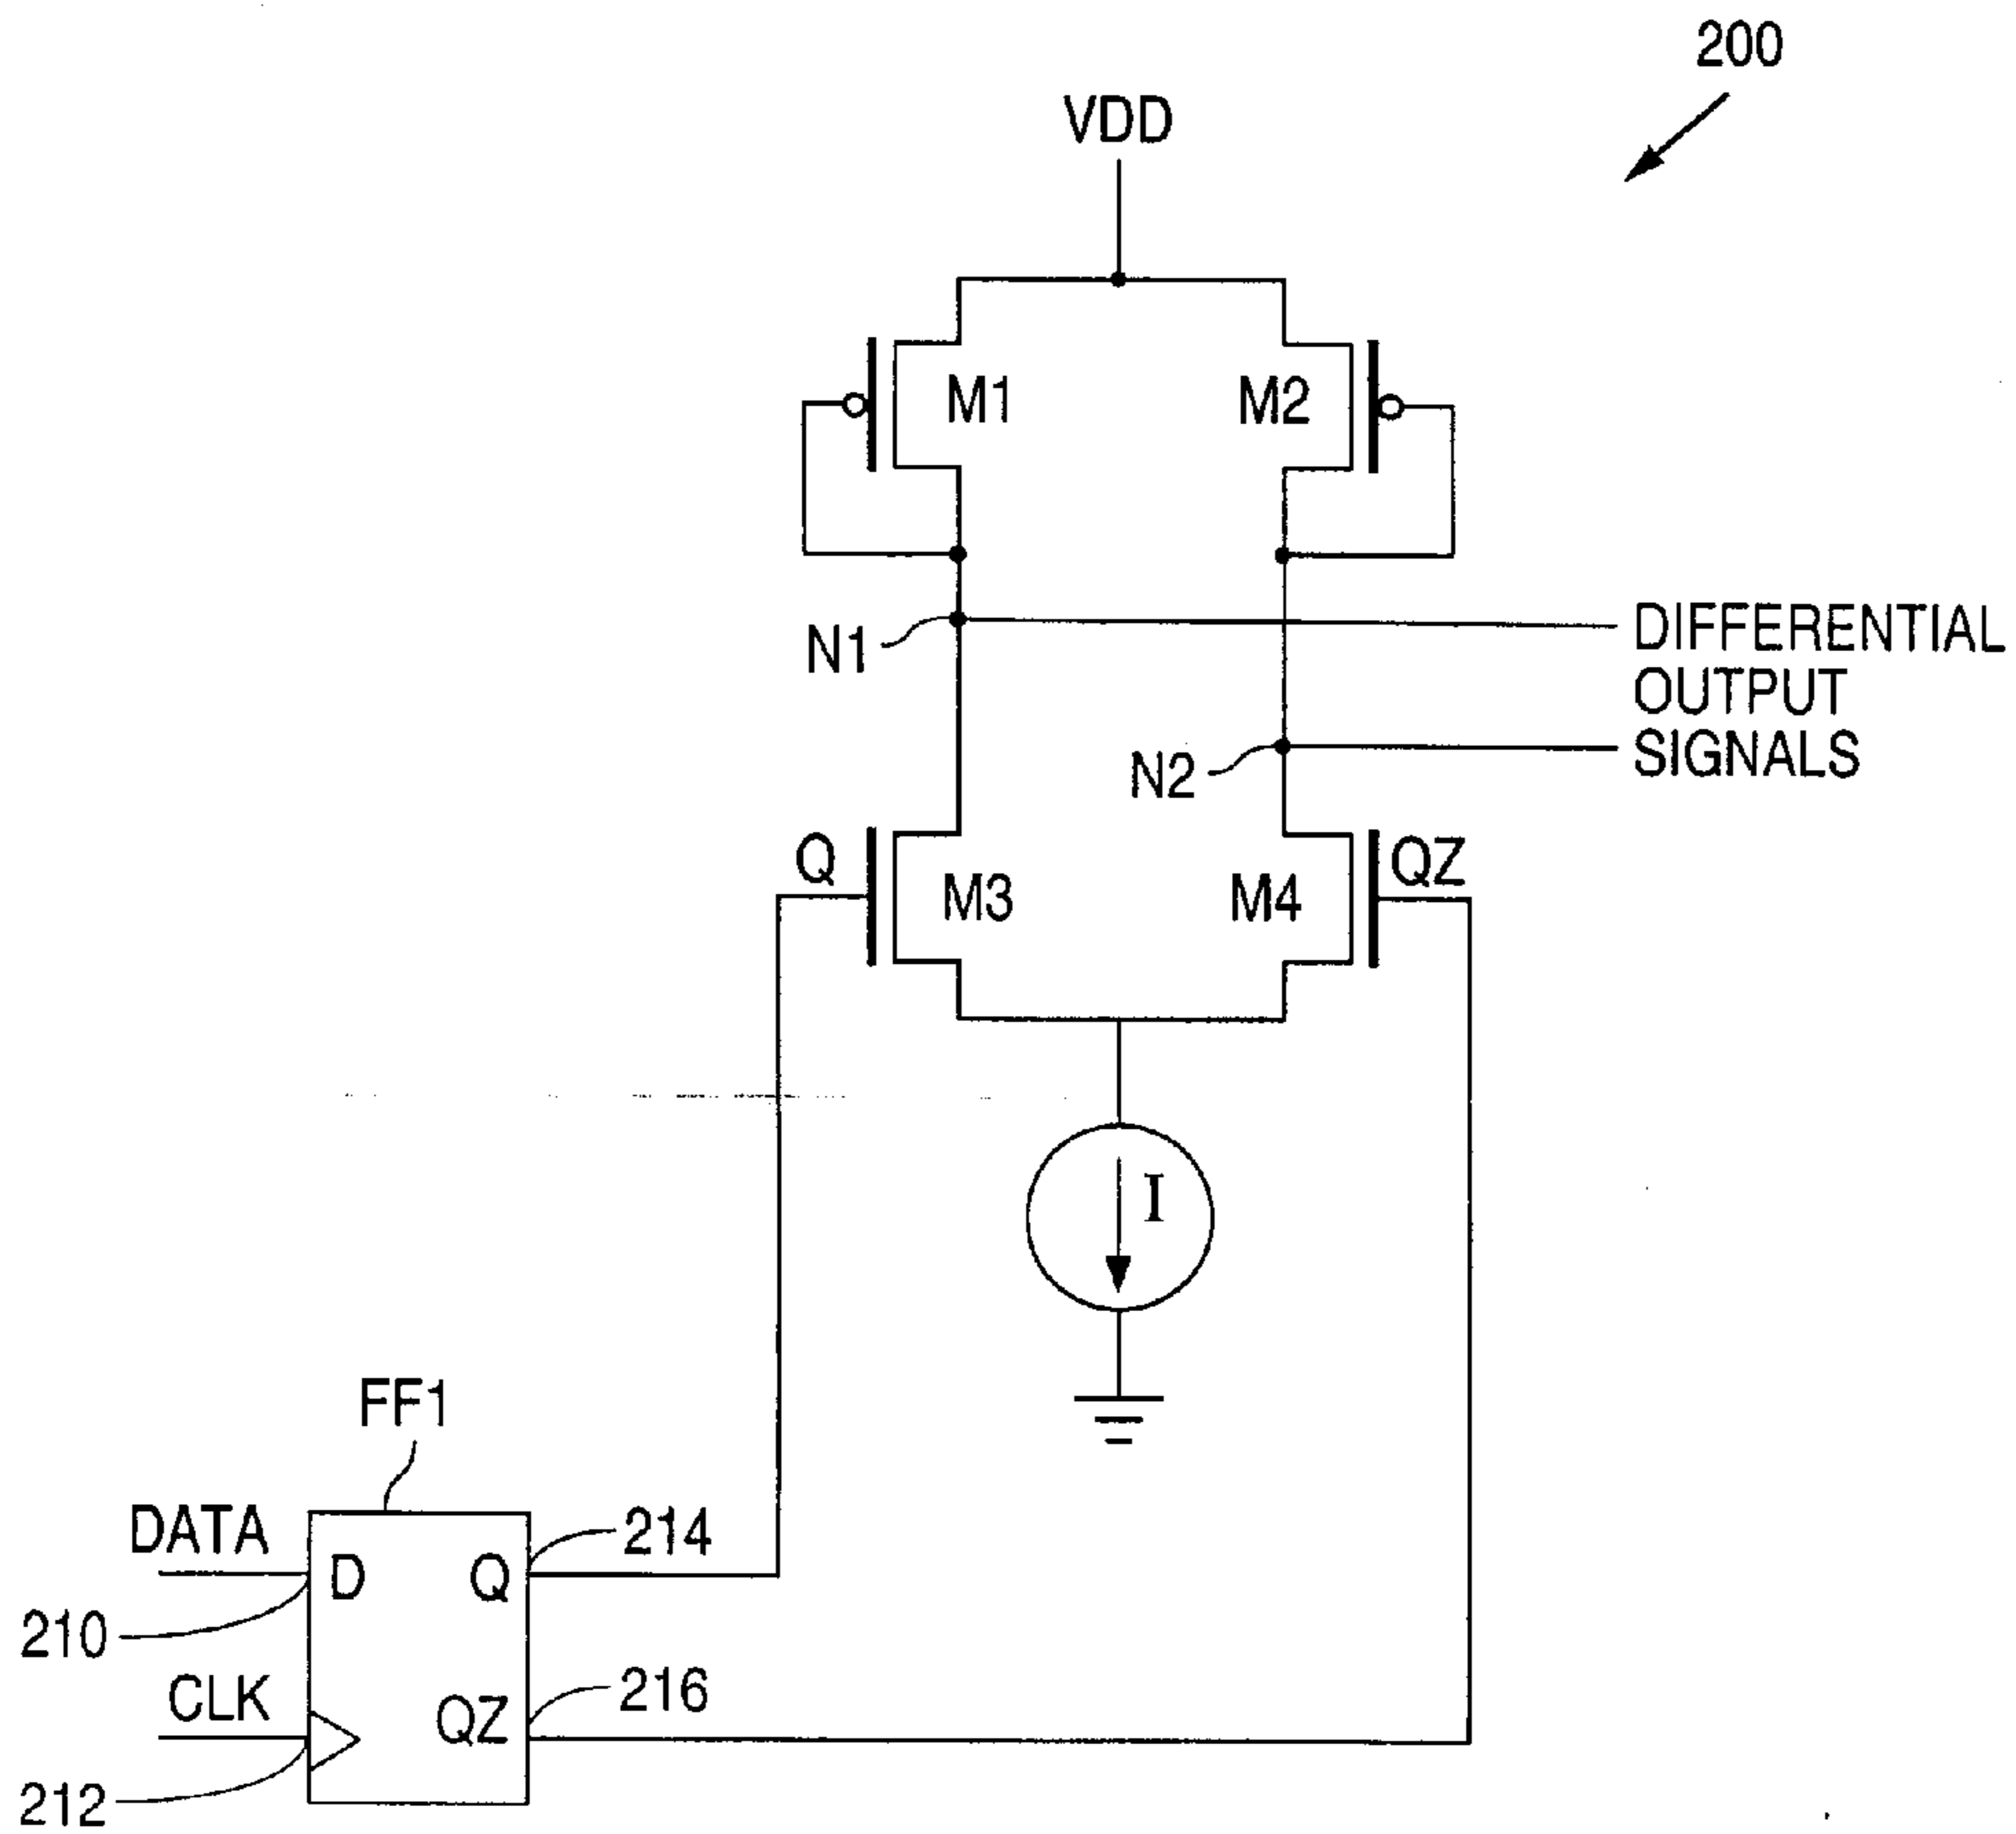 200
VDD
M1
M2
N1
DIFFERENTIAL
OUTPUT
SIGNALS
N2
Q
M3
M4
QZ
I
FF1
DATA
D
Q
214
210
CLK
QZ
216
212